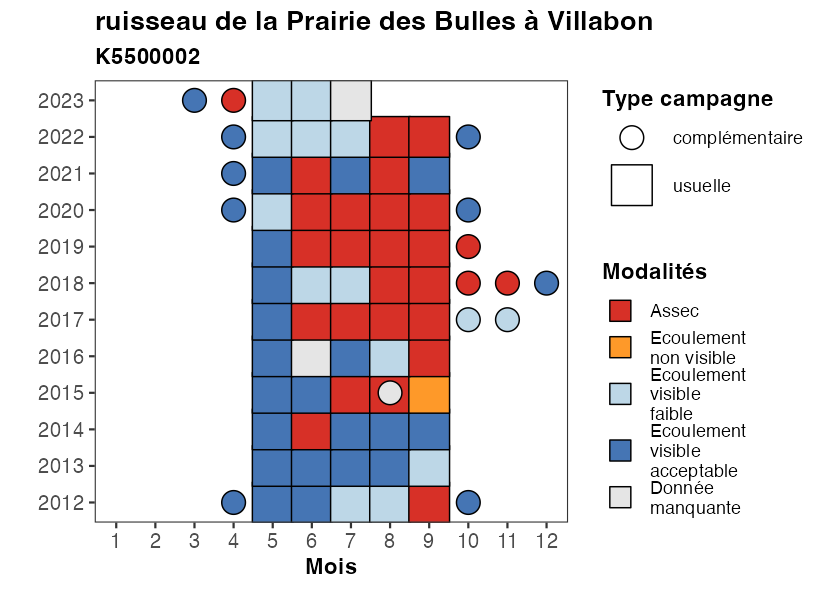 ruisseau de la Prairie des Bulles à Villabon
K5500002
2023
2022
2021
2020
2019
2018
2017
2016
2015
2014
2013
2012
1 2 3 4 5 6 7 8 9 10 11 12
Mois
Type campagne
complémentaire
usuelle
Modalités
Assec
Ecoulement
non visible
Ecoulement
visible
faible
Ecoulement
visible
acceptable
Donnée
manquante